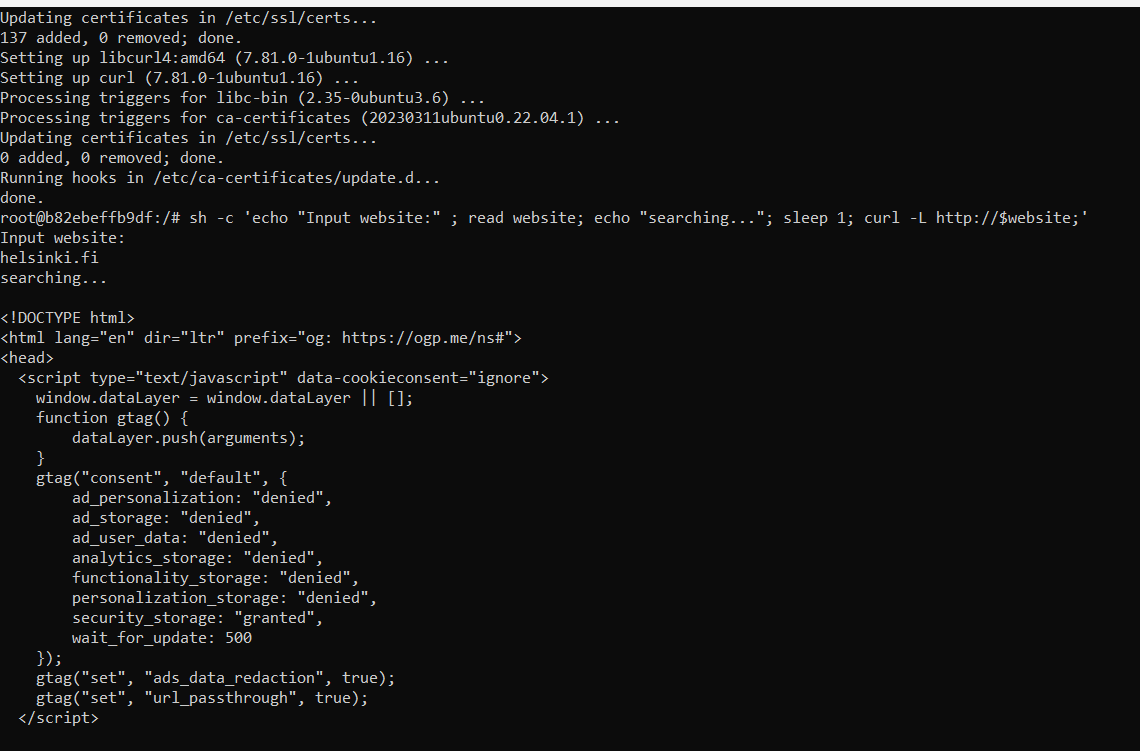 Updating certificates in /etc/ssl/certs...
137 added, 0 removed; done.
Setting up libcurl4:amd64 (7.81.0-1ubuntu1.16) ...
Setting up curl (7.81.0-1ubuntu1.16) ...
Processing triggers for libc-bin (2.35-0ubuntu3.6) ...
Processing triggers for ca-certificates (20230311ubuntu0.22.04.1) ...
Updating certificates in /etc/ssl/certs...
0 added, 0 removed; done.
Running hooks in /etc/ca-certificates/update.d...
done.
root@b82ebeffb9df:/# sh -c 'echo "Input website:" ; read website; echo "searching..."; sleep 1; curl -L http://$website;'
Input website:
helsinki.fi
searching...

<!DOCTYPE html>
<html lang="en" dir="ltr" prefix="og: https://ogp.me/ns#">
<head>
  <script type="text/javascript" data-cookieconsent="ignore">
    window.dataLayer = window.dataLayer || [];
    function gtag() {
        dataLayer.push(arguments);
    }
    gtag("consent", "default", {
        ad_personalization: "denied",
        ad_storage: "denied",
        ad_user_data: "denied",
        analytics_storage: "denied",
        functionality_storage: "denied",
        personalization_storage: "denied",
        security_storage: "granted",
        wait_for_update: 500
    });
    gtag("set", "ads_data_redaction", true);
    gtag("set", "url_passthrough", true);
  </script>